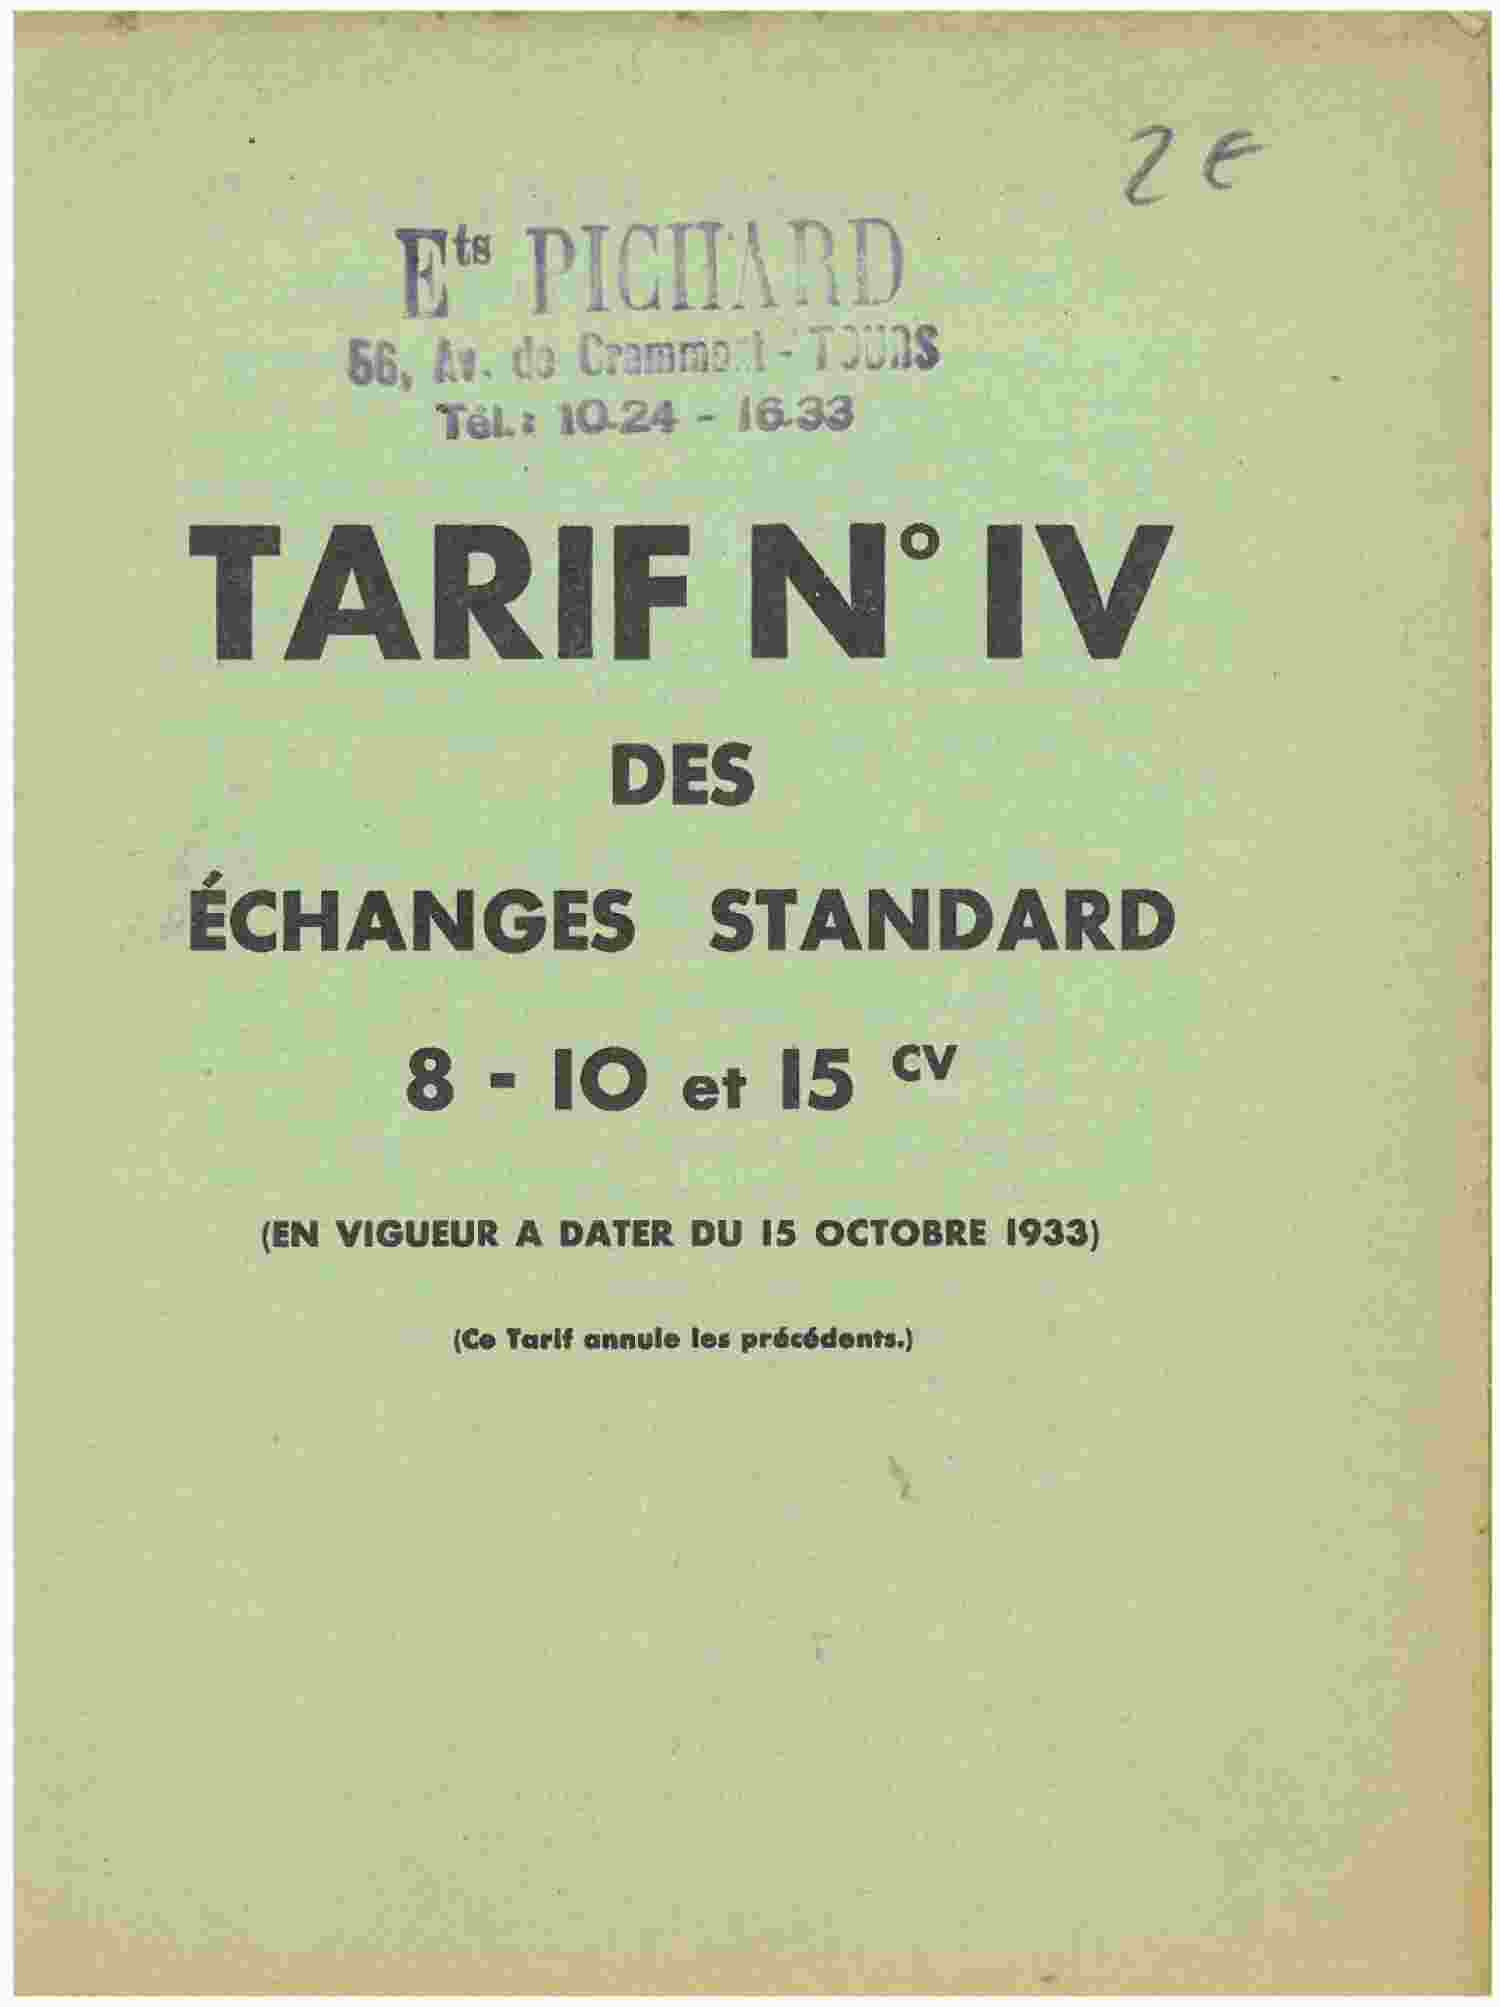 2 €
Ets PICHARD
56, Av. de Grammont - TOURS
Tél.: 10-24 - 16-33
TARIF N° IV
DES
ÉCHANGES STANDARD
8 - 10 et 15 CV
(EN VIGUEUR A DATER DU 15 OCTOBRE 1933)
(Ce Tarif annule les précédents.)